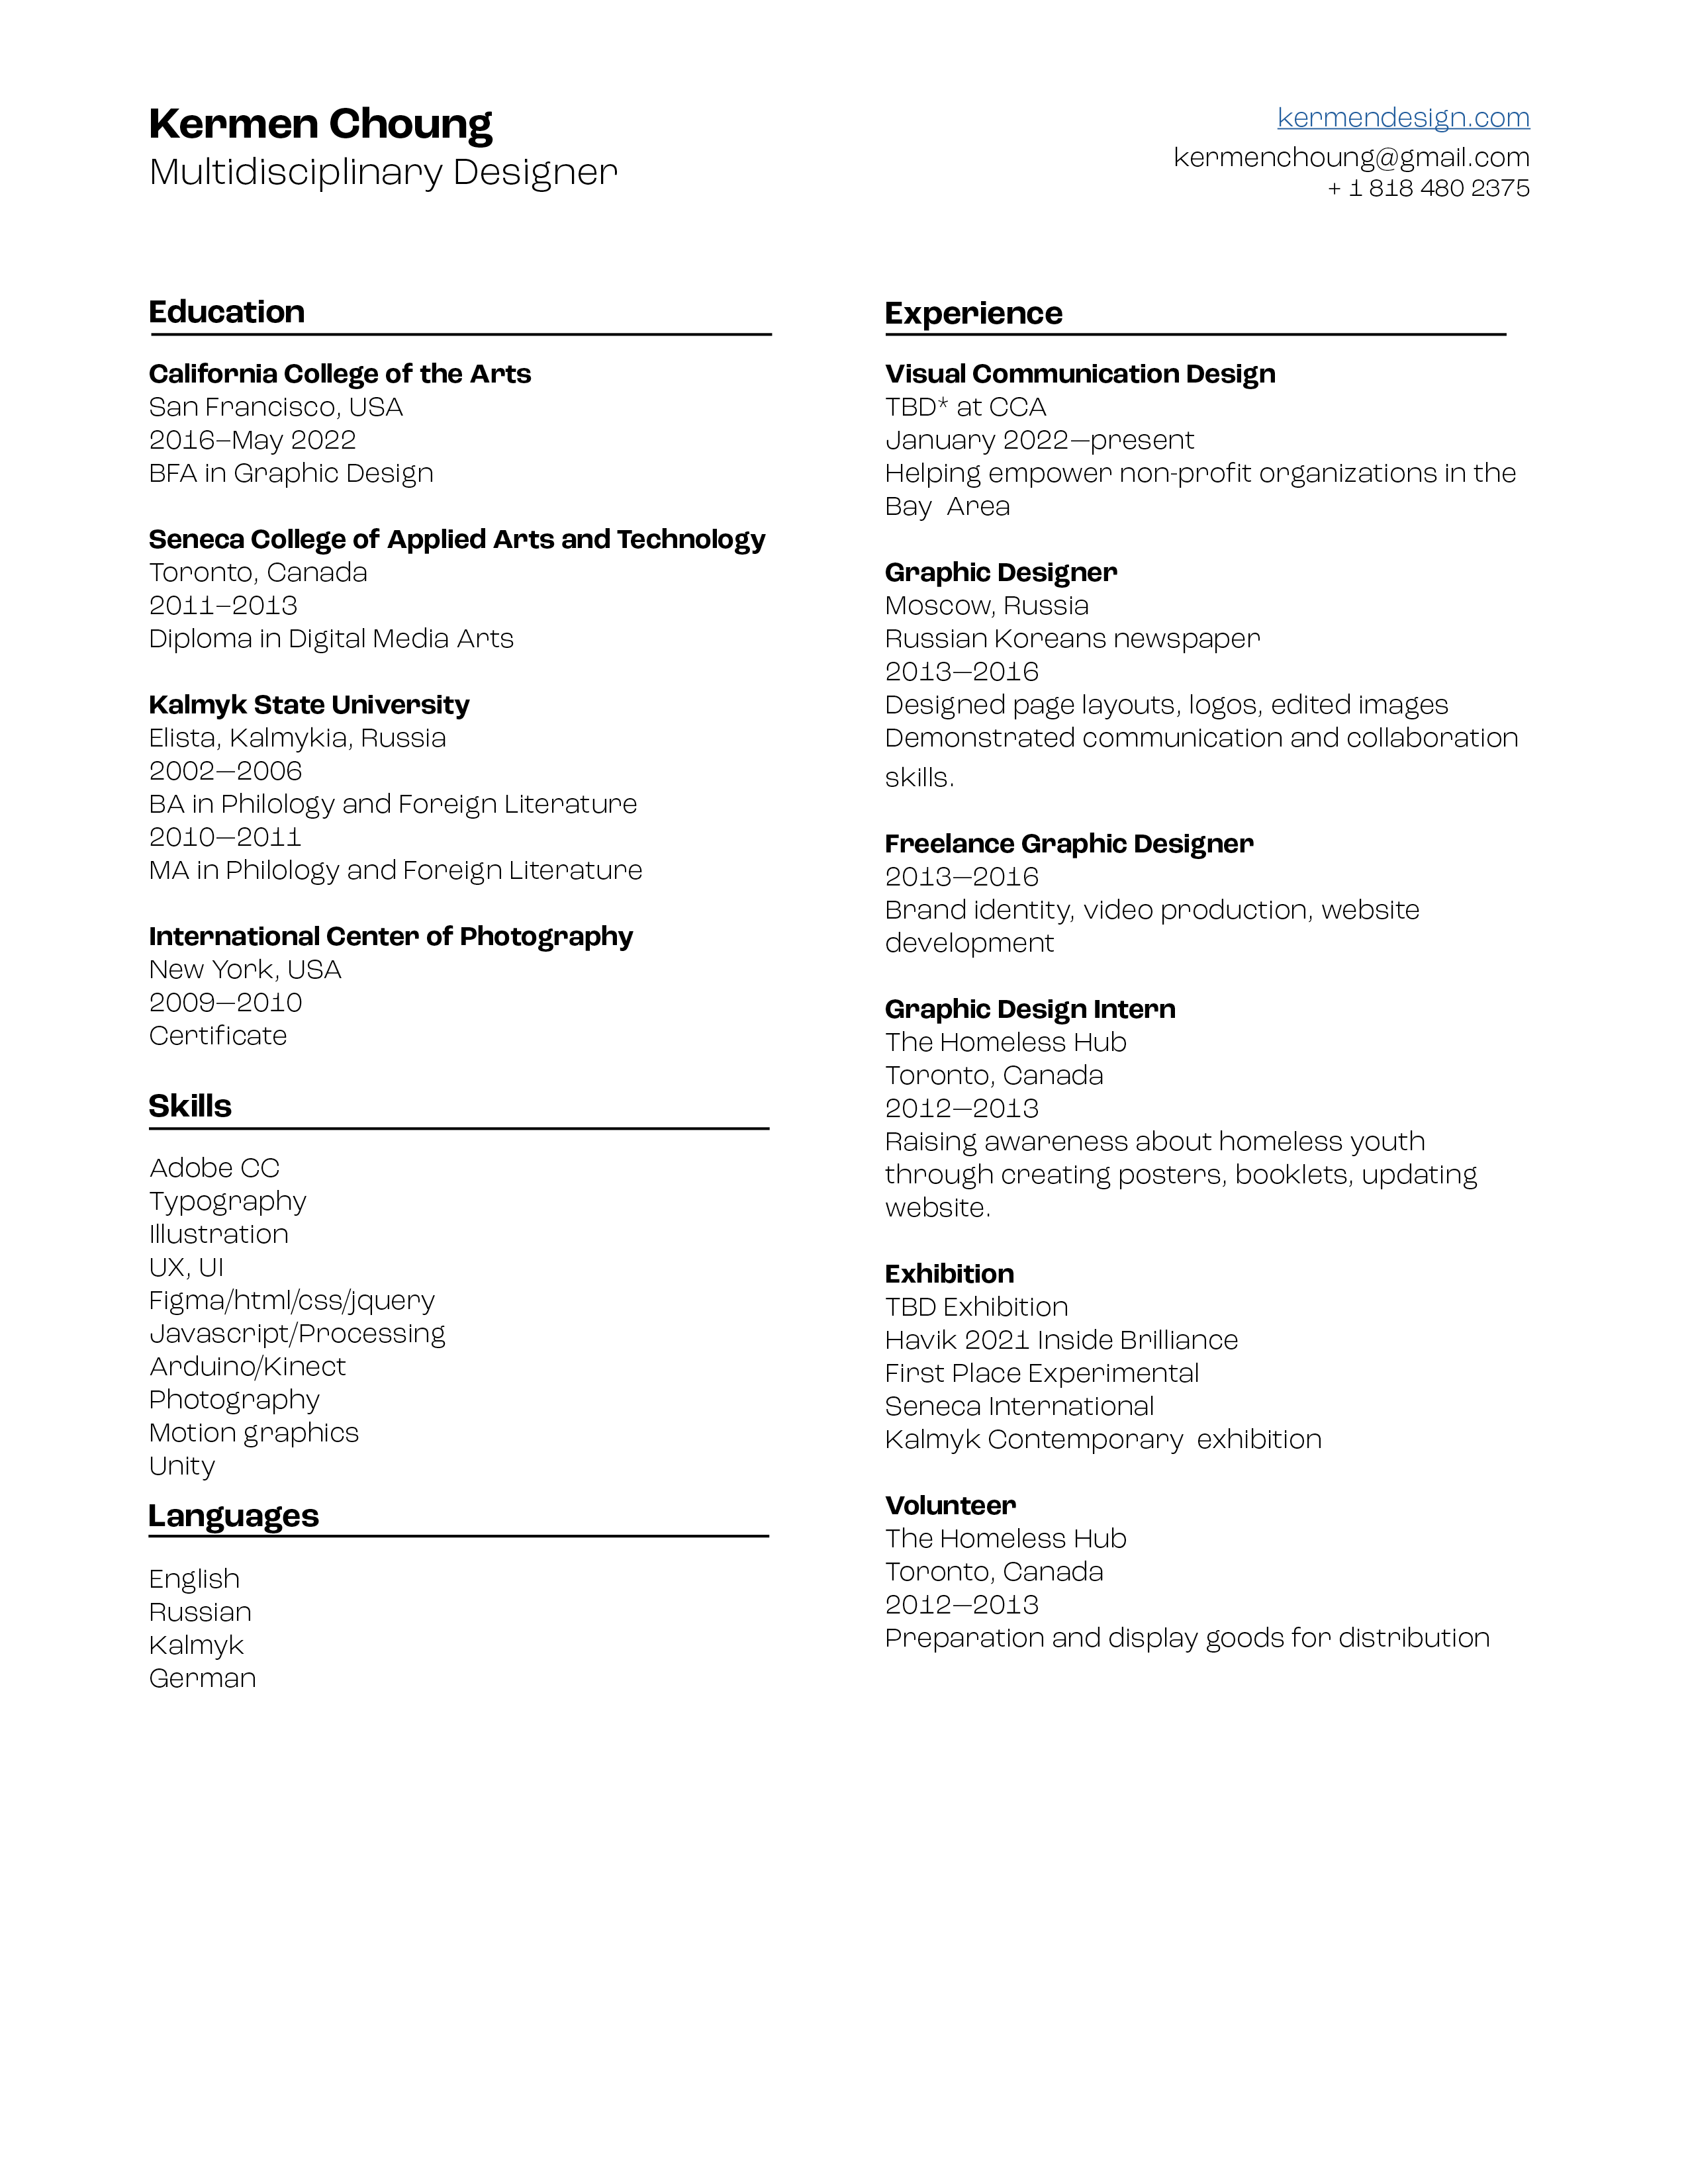 Kermen Choung
Multidisciplinary Designer
kermendesign.com
kermenchoung@gmail.com
+ 1 818 480 2375
Education
California College of the Arts
San Francisco, USA
2016–May 2022
BFA in Graphic Design
Seneca College of Applied Arts and Technology
Toronto, Canada
2011–2013
Diploma in Digital Media Arts
Kalmyk State University
Elista, Kalmykia, Russia
2002—2006
BA in Philology and Foreign Literature
2010—2011
MA in Philology and Foreign Literature
International Center of Photography
New York, USA
2009—2010
Certificate
Skills
Adobe CC
Typography
Illustration
UX, UI
Figma/html/css/jquery
Javascript/Processing
Arduino/Kinect
Photography
Motion graphics
Unity
Languages
English
Russian
Kalmyk
German
Experience
Visual Communication Design
TBD* at CCA
January 2022—present
Helping empower non-profit organizations in the
Bay  Area
Graphic Designer
Moscow, Russia
Russian Koreans newspaper
2013—2016
Designed page layouts, logos, edited images
Demonstrated communication and collaboration
skills.
Freelance Graphic Designer
2013—2016
Brand identity, video production, website
development
Graphic Design Intern
The Homeless Hub
Toronto, Canada
2012—2013
Raising awareness about homeless youth
through creating posters, booklets, updating
website.
Exhibition
TBD Exhibition
Havik 2021 Inside Brilliance
First Place Experimental
Seneca International
Kalmyk Contemporary  exhibition
Volunteer
The Homeless Hub
Toronto, Canada
2012—2013
Preparation and display goods for distribution